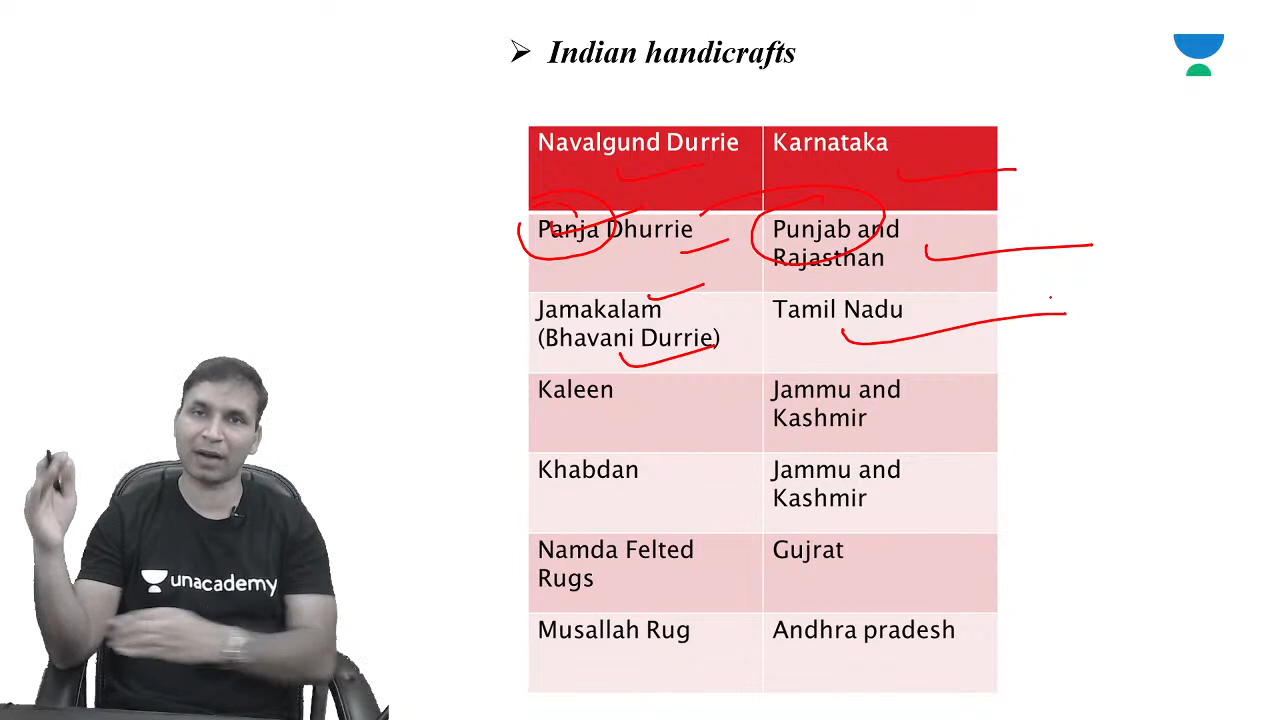 Indian handicrafts
Navalgund Durrie Karnataka
Panja Dhurrie Punjab and
Rajasthan
Jamakalam Tamil Nadu
(Bhavani Durrie)
Kaleen Jammu and
Kashmir
Khabdan Jammu and
Kashmir
Namda Felted Gujrat
Rugs
Musallah Rug Andhra pradesh
unacademy